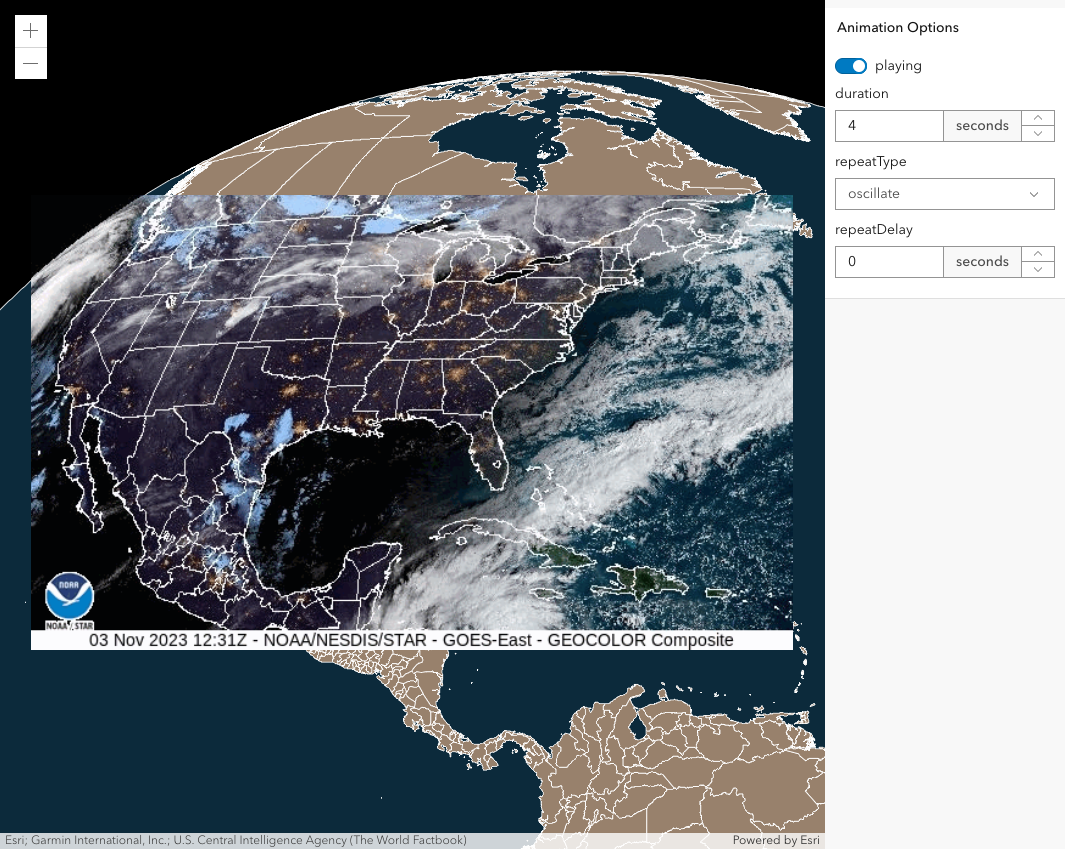 +
Animation Options
−
playing
duration
4 seconds
repeatType
oscillate
repeatDelay
0 seconds
NOAA
NOAA/STAR
03 Nov 2023 12:31Z - NOAA/NESDIS/STAR - GOES-East - GEOCOLOR Composite
Esri; Garmin International, Inc.; U.S. Central Intelligence Agency (The World Factbook)
Powered by Esri